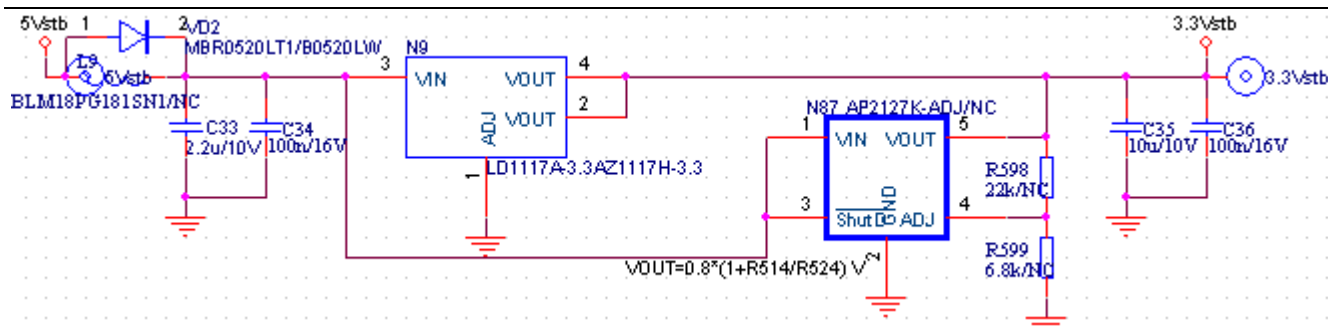 5Vstb
1
2
VD2
MBR0520LT1/B0520LW
L9
5Vstb
BLM18PG181SN1/NC
C33
2.2u/10V
C34
100n/16V
N9
3
VIN
VOUT
4
VOUT
2
ADJ
1
LD1117A-3.3AZ1117H-3.3
N87 AP2127K-ADJ/NC
1
VIN
VOUT
5
3
ShutD
GND
ADJ
4
2
VOUT=0.8*(1+R514/R524) V
R598
22k/NC
R599
6.8k/NC
3.3Vstb
3.3Vstb
C35
10u/10V
C36
100n/16V